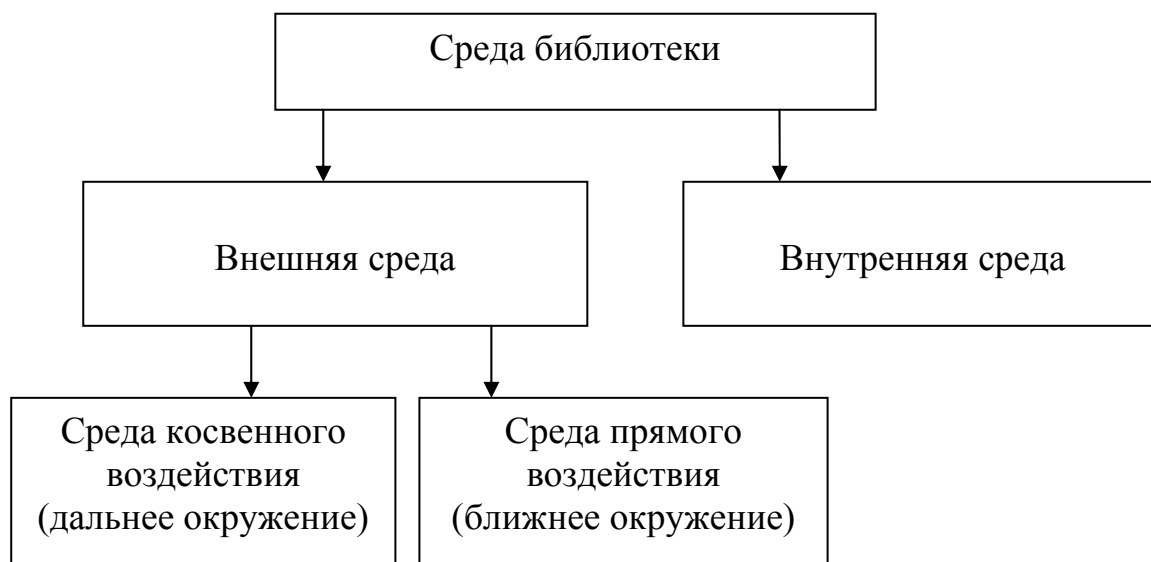 Среда библиотеки
Внешняя среда
Внутренняя среда
Среда косвенного
воздействия
(дальнее окружение)
Среда прямого
воздействия
(ближнее окружение)